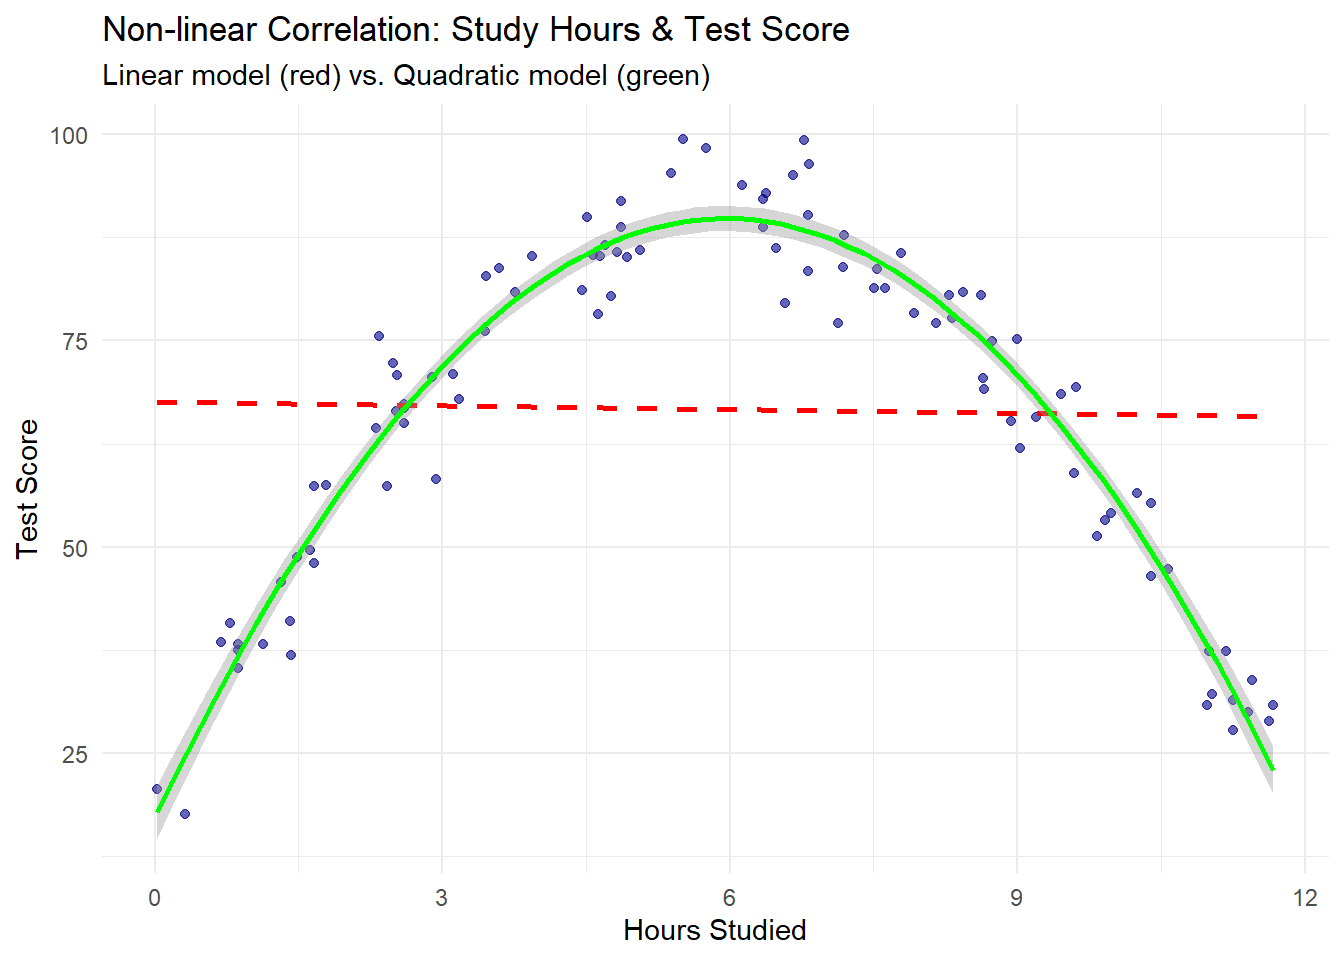 Non-linear Correlation: Study Hours & Test Score
Linear model (red) vs. Quadratic model (green)
100
75
50
25
Test Score
0 3 6 9 12
Hours Studied